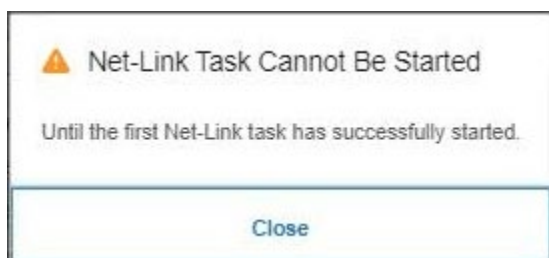 Net-Link Task Cannot Be Started
Until the first Net-Link task has successfully started.
Close